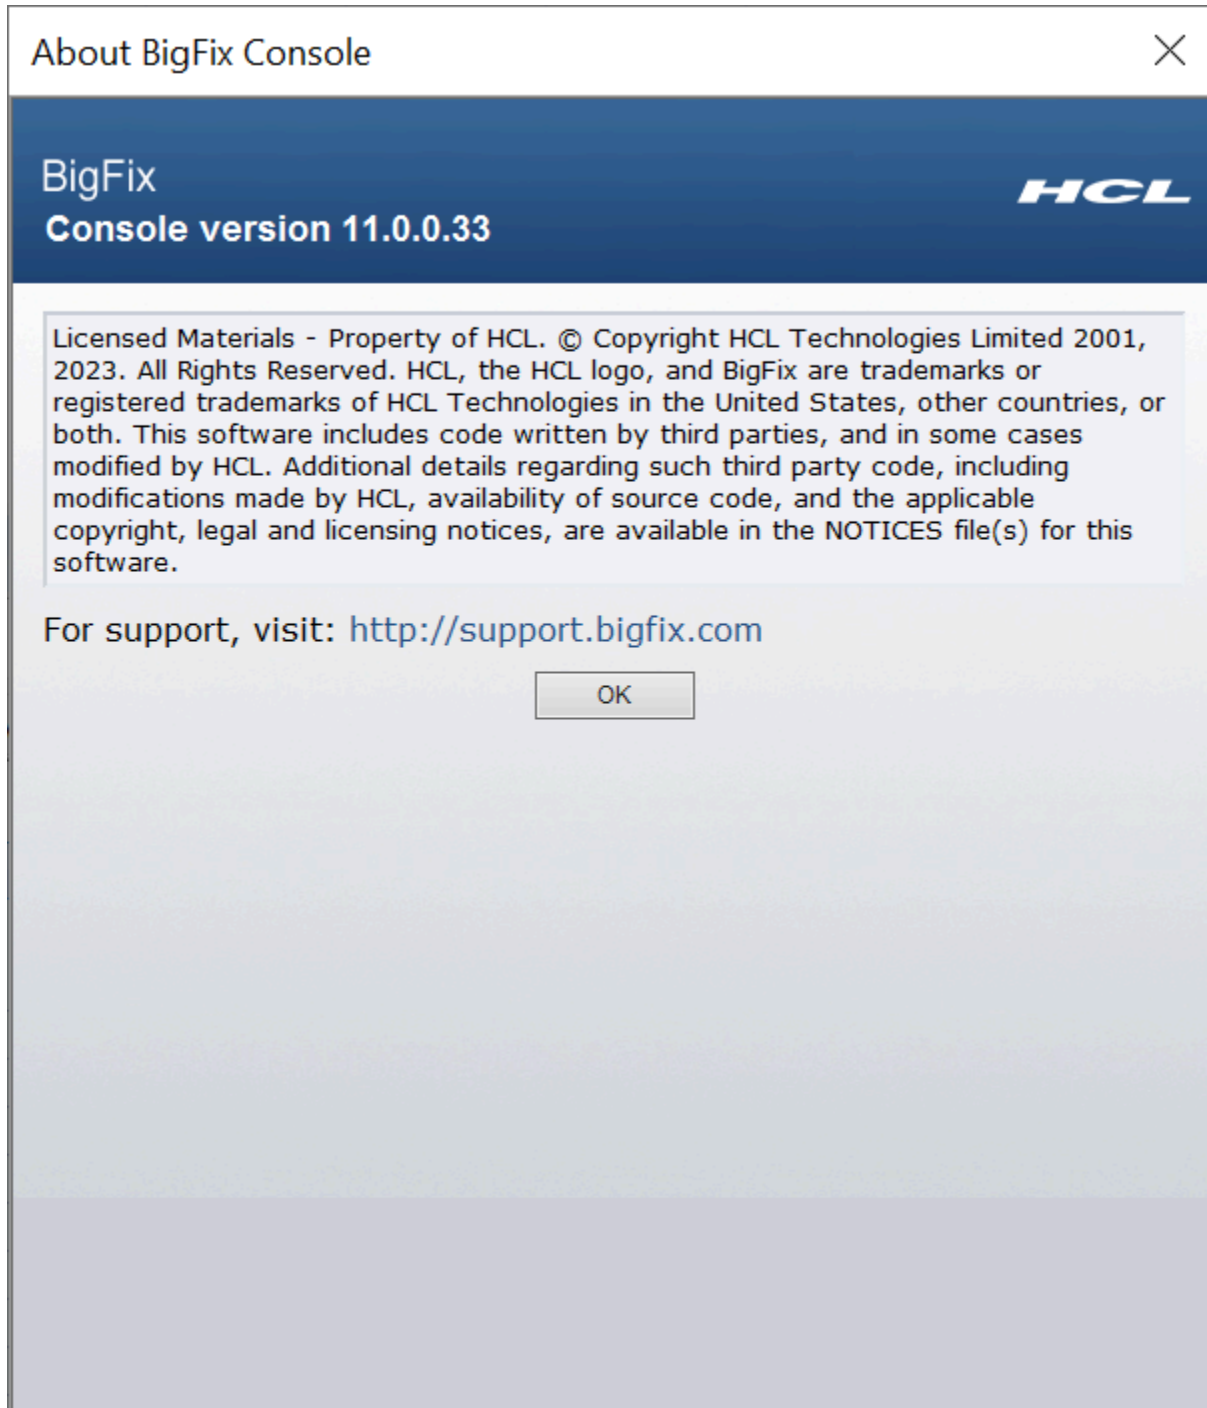 About BigFix Console
BigFix
HCL
Console version 11.0.0.33
Licensed Materials - Property of HCL. © Copyright HCL Technologies Limited 2001,
2023. All Rights Reserved. HCL, the HCL logo, and BigFix are trademarks or
registered trademarks of HCL Technologies in the United States, other countries, or
both. This software includes code written by third parties, and in some cases
modified by HCL. Additional details regarding such third party code, including
modifications made by HCL, availability of source code, and the applicable
copyright, legal and licensing notices, are available in the NOTICES file(s) for this
software.
For support, visit: http://support.bigfix.com
OK